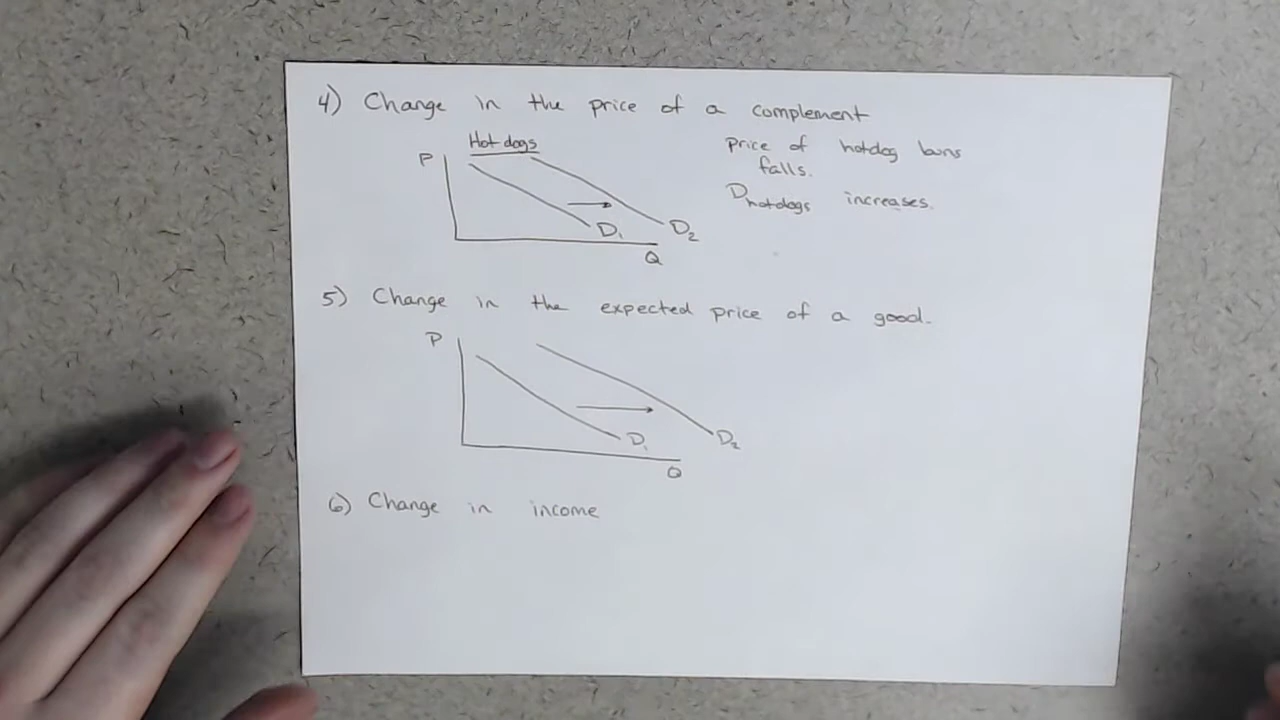 4) Change in the price of a complement
Hot dogs
price of hotdog buns
falls.
P
D hotdogs increases.
D₁
D₂
Q
5) Change in the expected price of a good.
P
D₁
D₂
Q
6) Change in income